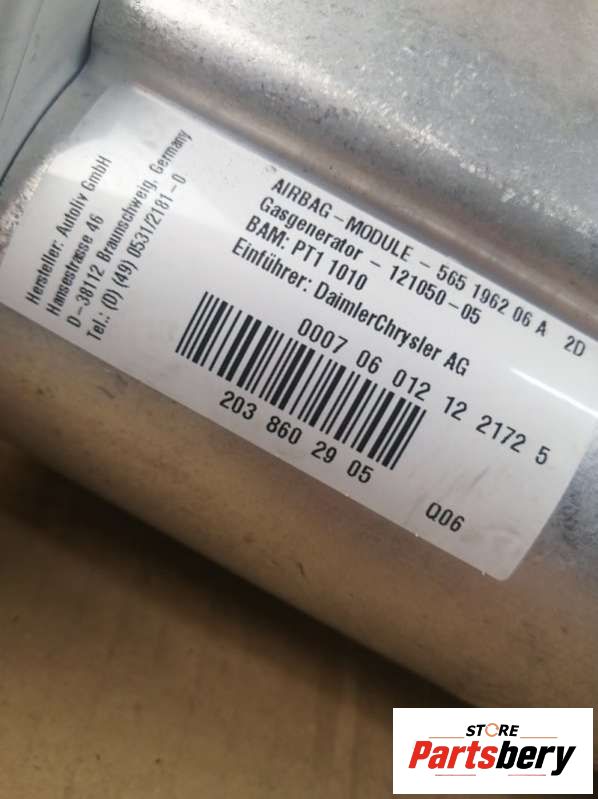 Hersteller: Autoliv GmbH
Hansestrasse 46
D-38112 Braunschweig, Germany
Tel.: (0) (49) 0531/2181-0
AIRBAG-MODULE - 565 1962 06 A 2D
Gasgenerator - 121050-05
BAM: PT1 1010
Einführer: DaimlerChrysler AG
0007 06 012 12 2172 5
203 860 29 05
Q06
STORE
Partsbery